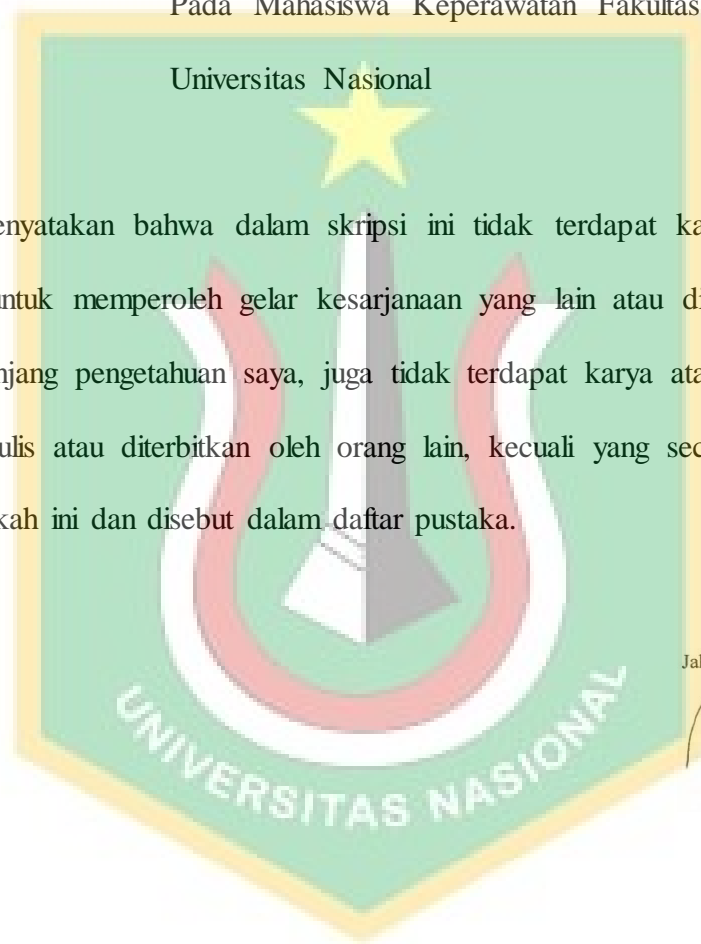 Pada Mahasiswa Keperawatan Fakultas
Universitas Nasional
enyatakan bahwa dalam skripsi ini tidak terdapat ka
untuk memperoleh gelar kesarjanaan yang lain atau di
njang pengetahuan saya, juga tidak terdapat karya ata
ulis atau diterbitkan oleh orang lain, kecuali yang sec
kah ini dan disebut dalam daftar pustaka.
Jak
UNIVERSITAS NASIONAL